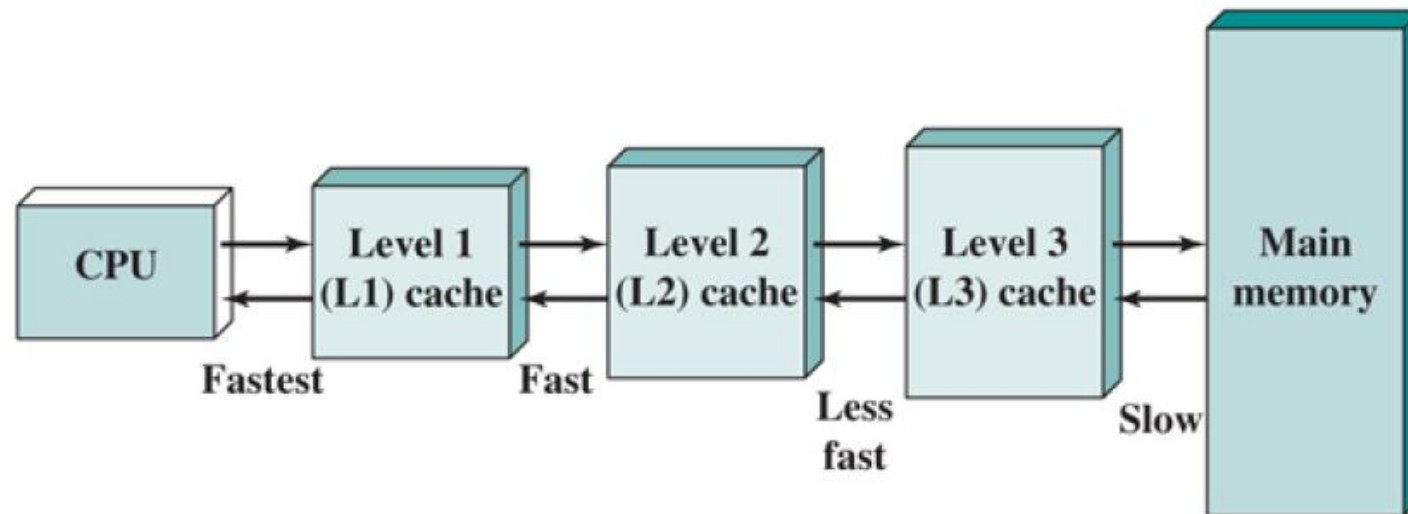 CPU
Level 1
(L1) cache
Level 2
(L2) cache
Level 3
(L3) cache
Main
memory
Fastest
Fast
Less
fast
Slow